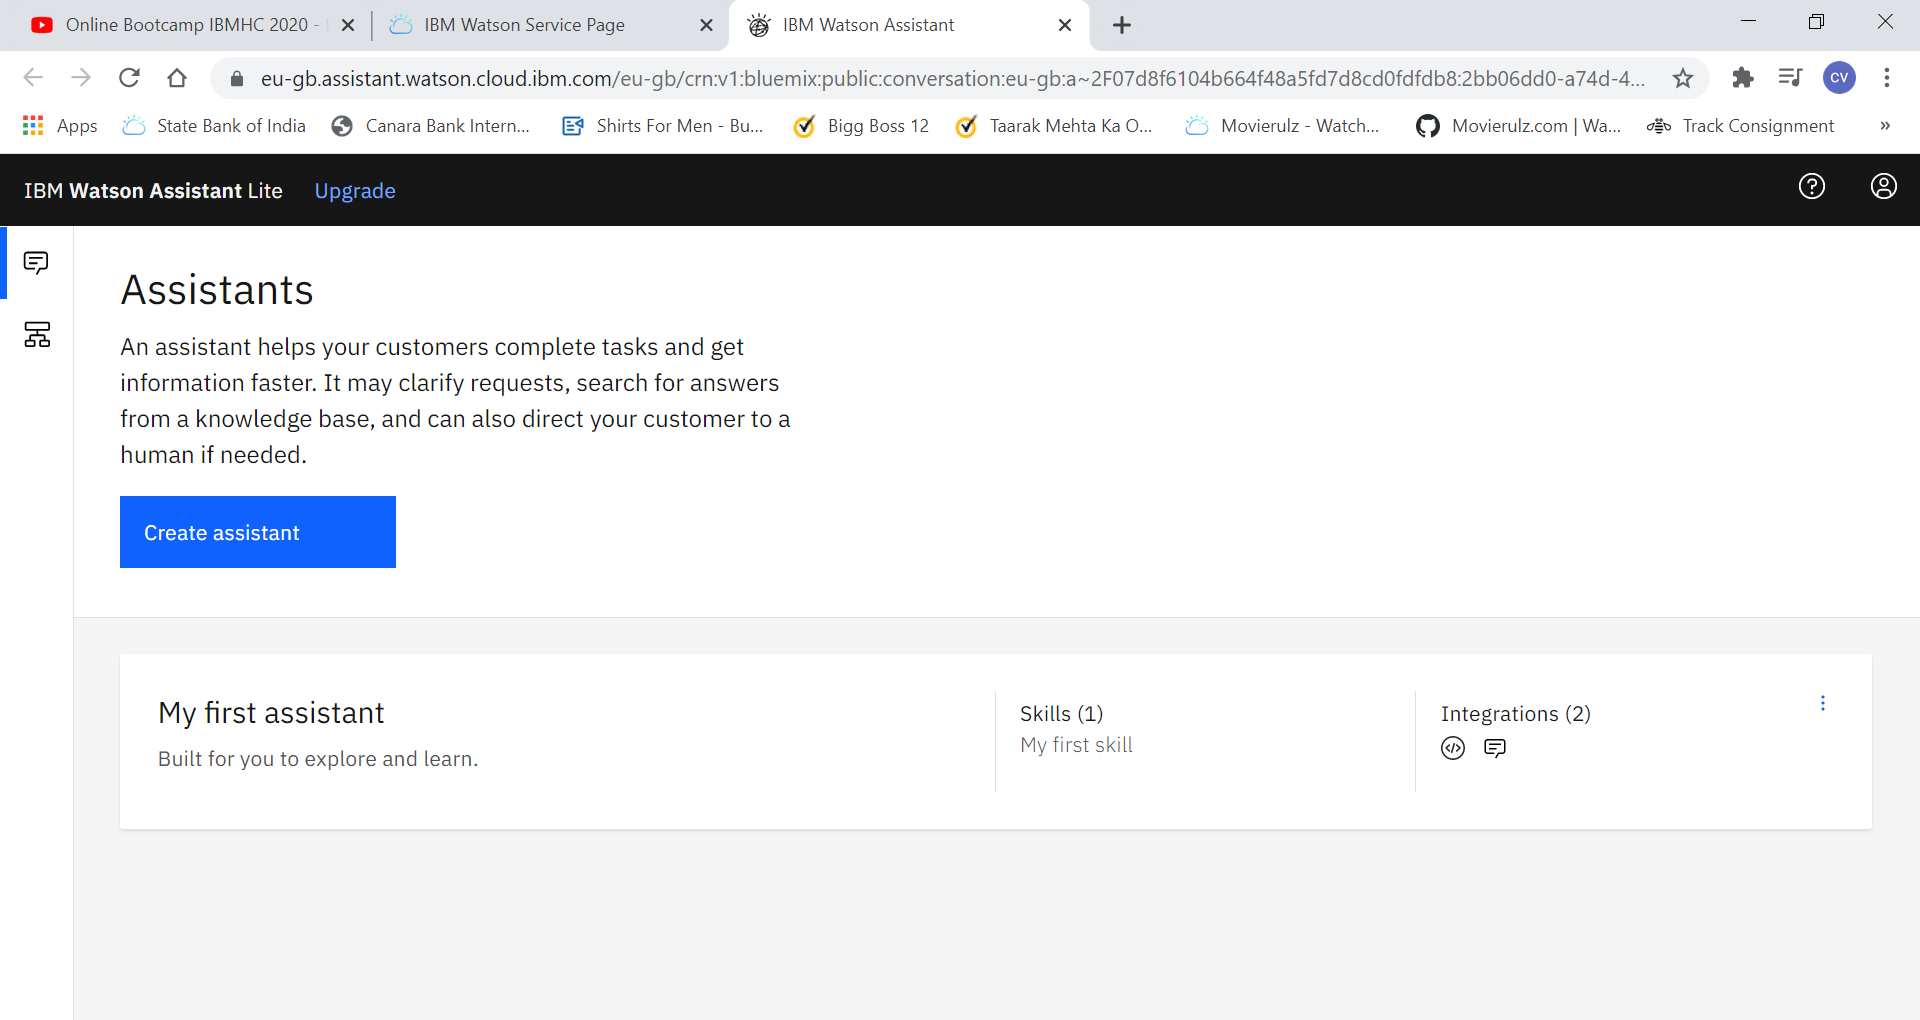 Online Bootcamp IBMHC 2020 -
IBM Watson Service Page
IBM Watson Assistant
eu-gb.assistant.watson.cloud.ibm.com/eu-gb/crn:v1:bluemix:public:conversation:eu-gb:a~2F07d8f6104b664f48a5fd7d8cd0fdfdb8:2bb06dd0-a74d-4...
CV
Apps
State Bank of India
Canara Bank Intern...
Shirts For Men - Bu...
Bigg Boss 12
Taarak Mehta Ka O...
Movierulz - Watch...
Movierulz.com | Wa...
Track Consignment
»
IBM Watson Assistant Lite
Upgrade
Assistants
An assistant helps your customers complete tasks and get
information faster. It may clarify requests, search for answers
from a knowledge base, and can also direct your customer to a
human if needed.
Create assistant
My first assistant
Built for you to explore and learn.
Skills (1)
My first skill
Integrations (2)